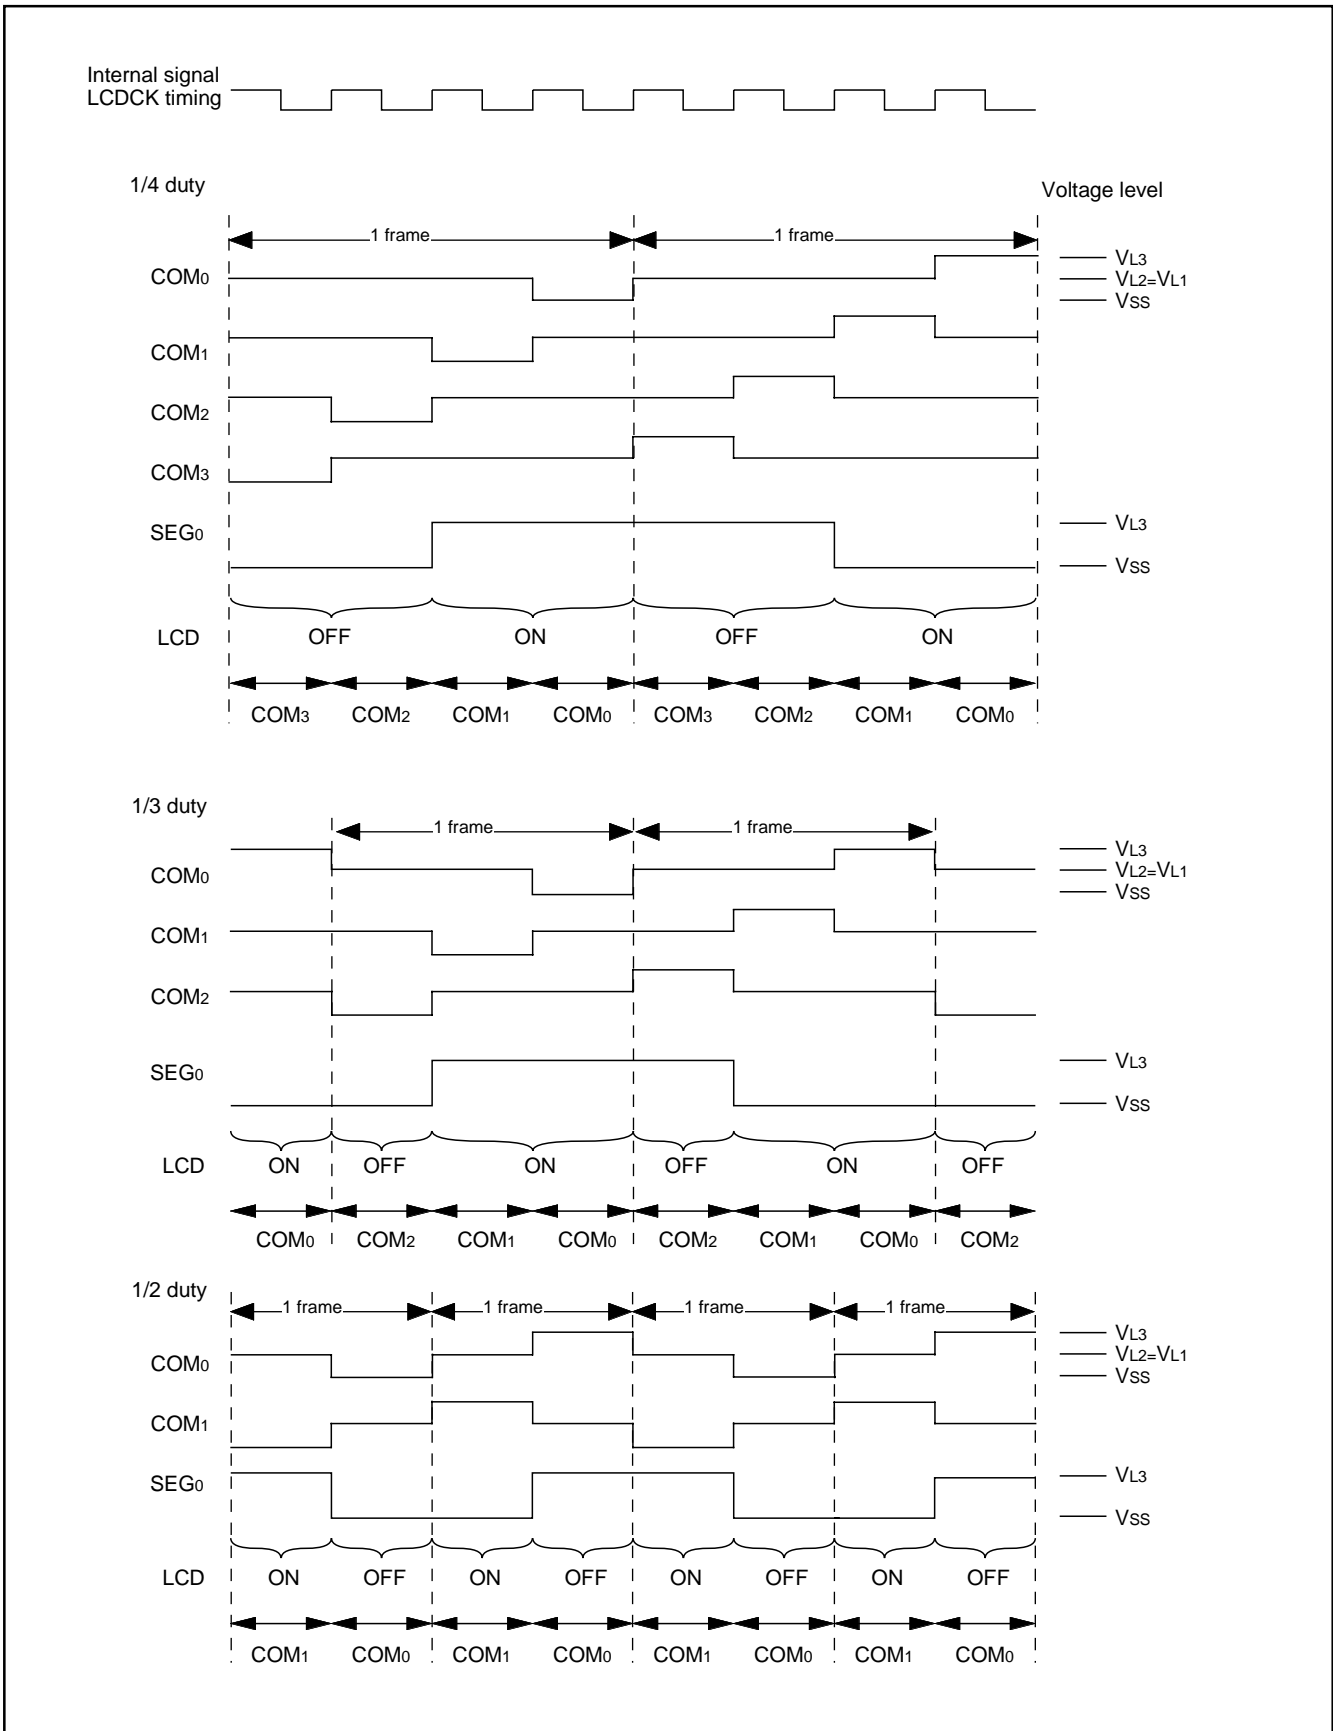 Internal signal
LCDCK timing
1/4 duty
Voltage level
1 frame 1 frame
COM0
VL3
VL2=VL1
VSS
COM1
COM2
COM3
SEG0
VL3
VSS
LCD OFF ON OFF ON
COM3 COM2 COM1 COM0 COM3 COM2 COM1 COM0
1/3 duty
1 frame 1 frame
COM0
VL3
VL2=VL1
VSS
COM1
COM2
SEG0
VL3
VSS
LCD ON OFF ON OFF ON OFF
COM0 COM2 COM1 COM0 COM2 COM1 COM0 COM2
1/2 duty
1 frame 1 frame 1 frame 1 frame
COM0
VL3
VL2=VL1
VSS
COM1
SEG0
VL3
VSS
LCD ON OFF ON OFF ON OFF ON OFF
COM1 COM0 COM1 COM0 COM1 COM0 COM1 COM0